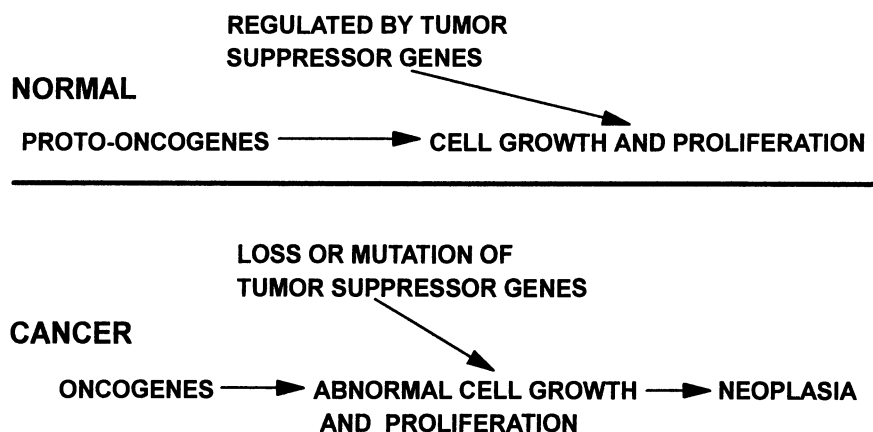 REGULATED BY TUMOR
SUPPRESSOR GENES
NORMAL
PROTO-ONCOGENES
CELL GROWTH AND PROLIFERATION
LOSS OR MUTATION OF
TUMOR SUPPRESSOR GENES
CANCER
ONCOGENES
ABNORMAL CELL GROWTH
AND PROLIFERATION
NEOPLASIA